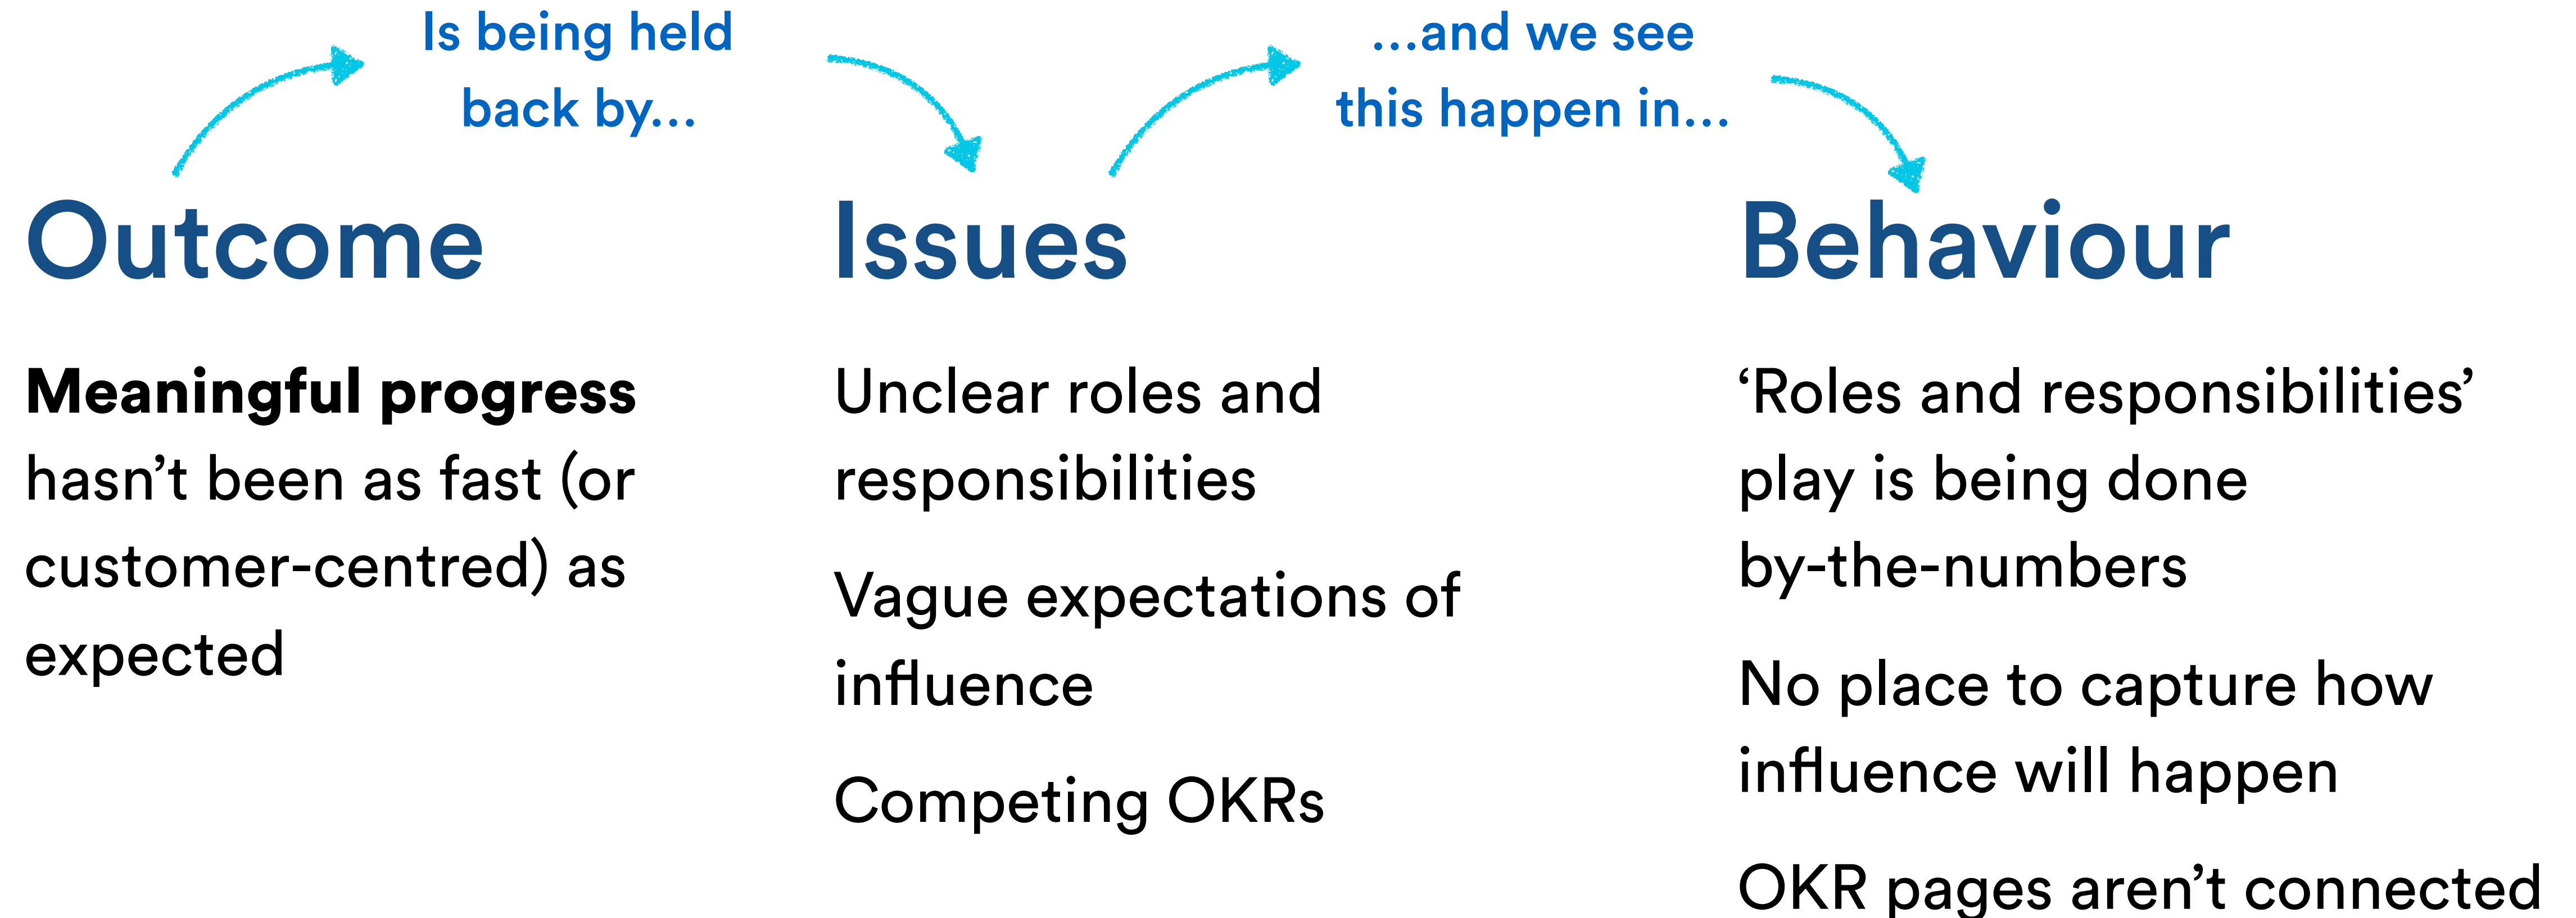 Is being held
back by...
...and we see
this happen in...
Outcome
Meaningful progress
hasn’t been as fast (or
customer-centred) as
expected
Issues
Unclear roles and
responsibilities
Vague expectations of
influence
Competing OKRs
Behaviour
‘Roles and responsibilities’
play is being done
by-the-numbers
No place to capture how
influence will happen
OKR pages aren’t connected